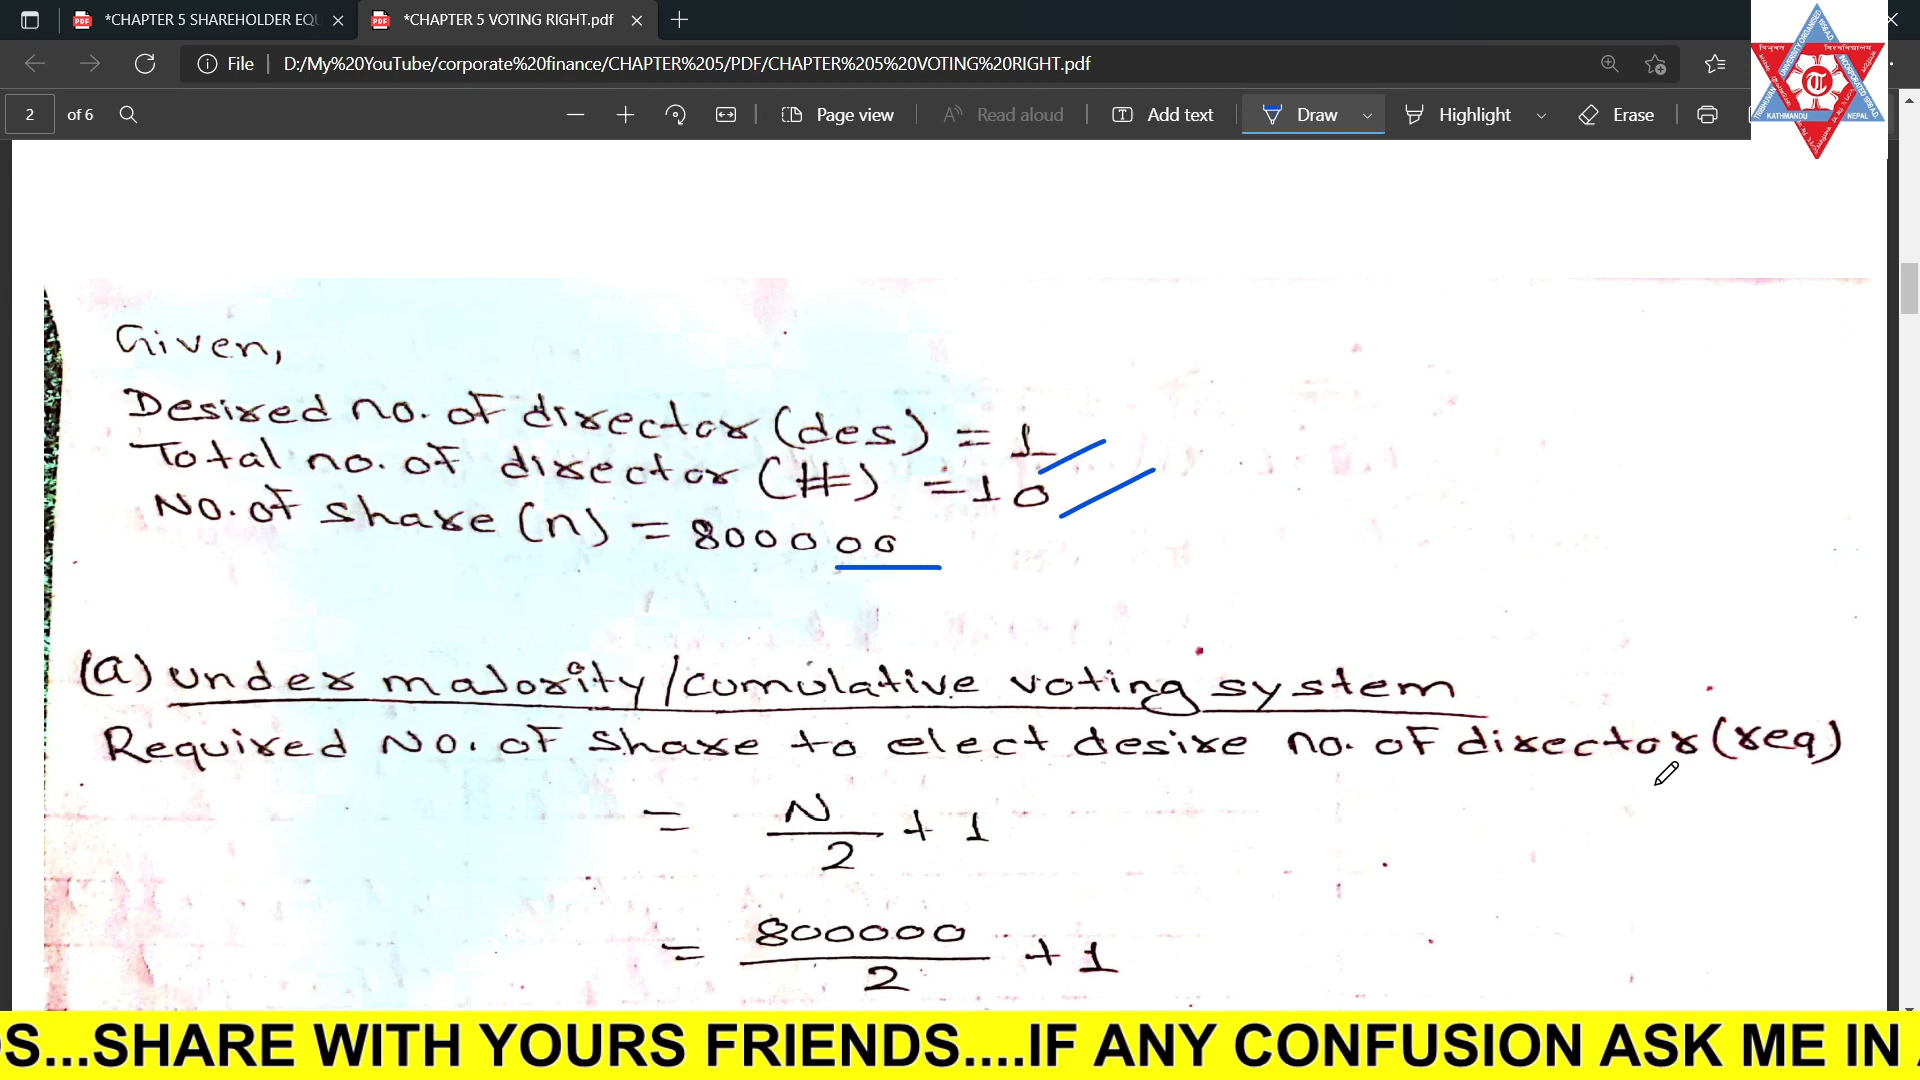 *CHAPTER 5 SHAREHOLDER EQU
*CHAPTER 5 VOTING RIGHT.pdf
File
D:/My%20YouTube/corporate%20finance/CHAPTER%205/PDF/CHAPTER%205%20VOTING%20RIGHT.pdf
2 of 6
Page view
Read aloud
Add text
Draw
Highlight
Erase
KATHMANDU NEPAL
Given,
Desired no. of director (des) = 1
Total no. of director (#) = 10
No. of share (n) = 800000
(a) under majority/cumulative voting system
Required No. of share to elect desire no. of director (req)
= N/2 + 1
= 800000/2 + 1
S...SHARE WITH YOURS FRIENDS....IF ANY CONFUSION ASK ME IN